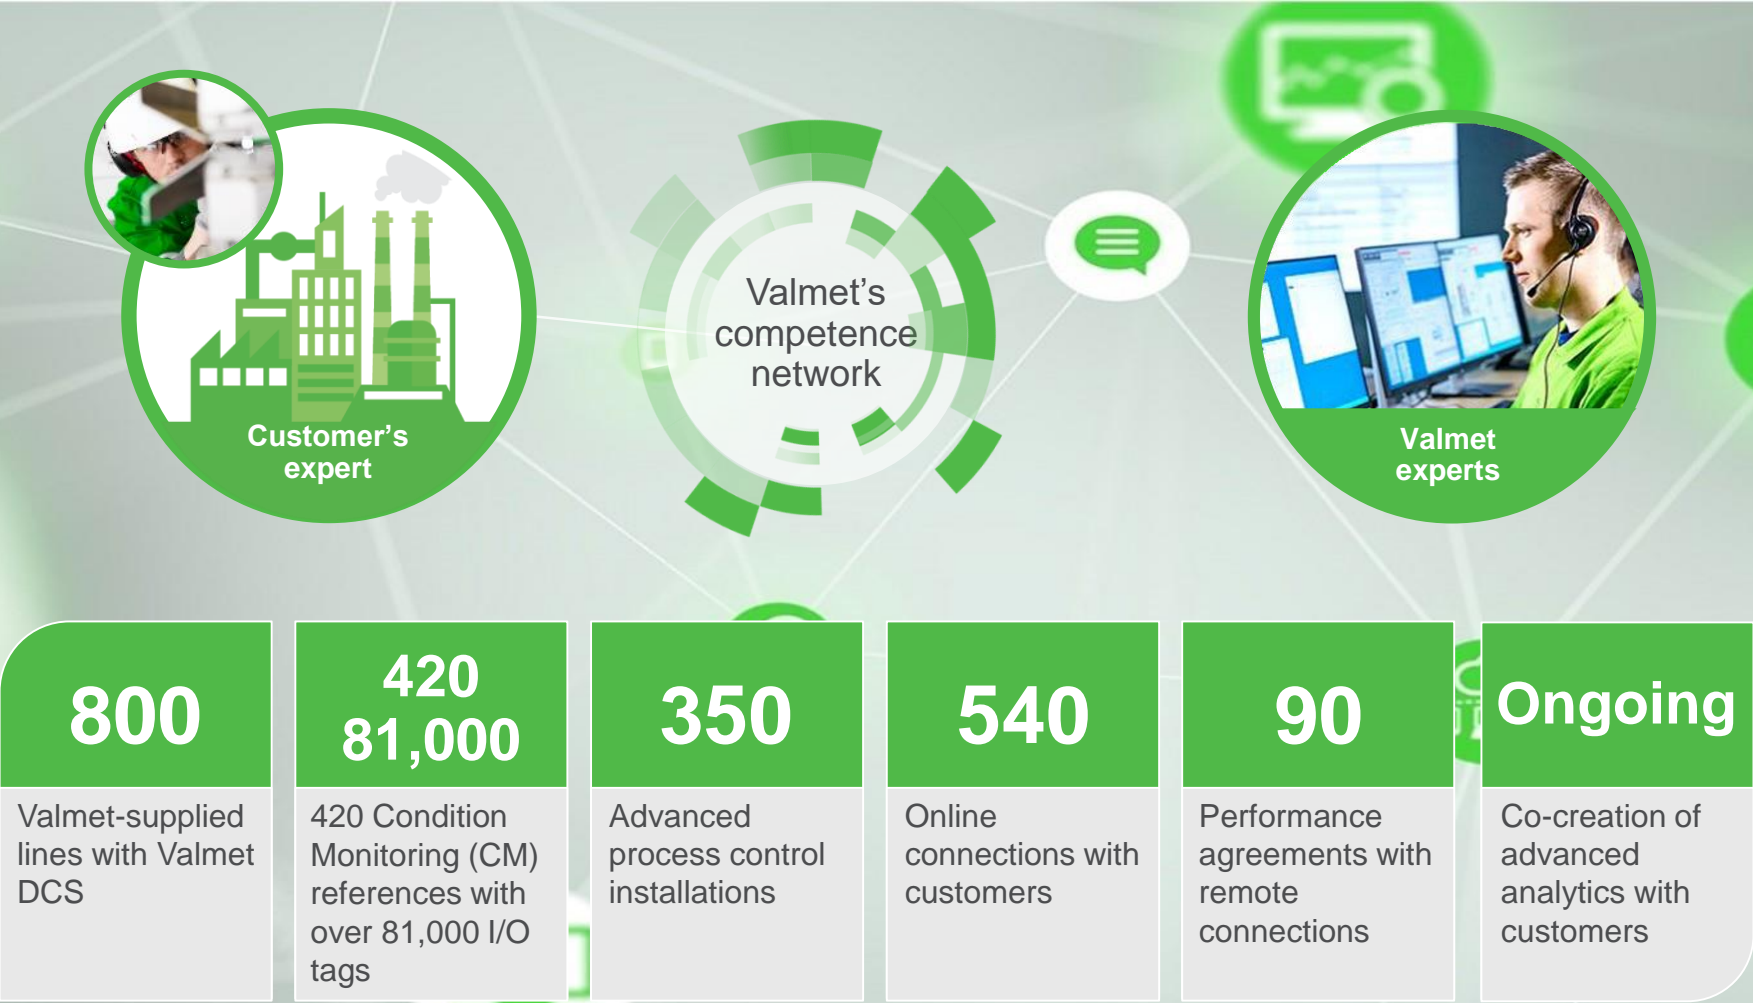 Customer’s
expert
Valmet’s
competence
network
Valmet
experts
800
Valmet-supplied
lines with Valmet
DCS
420
81,000
420 Condition
Monitoring (CM)
references with
over 81,000 I/O
tags
350
Advanced
process control
installations
540
Online
connections with
customers
90
Performance
agreements with
remote
connections
Ongoing
Co-creation of
advanced
analytics with
customers